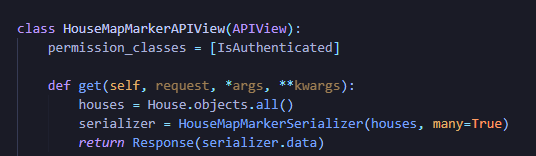 class HouseMapMarkerAPIView(APIView):
    permission_classes = [IsAuthenticated]

    def get(self, request, *args, **kwargs):
        houses = House.objects.all()
        serializer = HouseMapMarkerSerializer(houses, many=True)
        return Response(serializer.data)